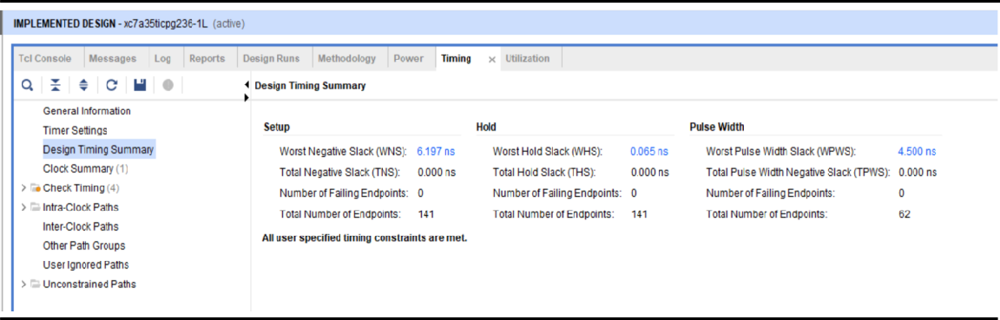 IMPLEMENTED DESIGN - xc7a35ticpg236-1L (active)
Tcl Console Messages Log Reports Design Runs Methodology Power Timing × Utilization
Design Timing Summary
General Information
Timer Settings
Design Timing Summary
Clock Summary (1)
Check Timing (4)
Intra-Clock Paths
Inter-Clock Paths
Other Path Groups
User Ignored Paths
Unconstrained Paths
Setup Hold Pulse Width
Worst Negative Slack (WNS): 6.197 ns Worst Hold Slack (WHS): 0.065 ns Worst Pulse Width Slack (WPWS): 4.500 ns
Total Negative Slack (TNS): 0.000 ns Total Hold Slack (THS): 0.000 ns Total Pulse Width Negative Slack (TPWS): 0.000 ns
Number of Failing Endpoints: 0 Number of Failing Endpoints: 0 Number of Failing Endpoints: 0
Total Number of Endpoints: 141 Total Number of Endpoints: 141 Total Number of Endpoints: 62
All user specified timing constraints are met.